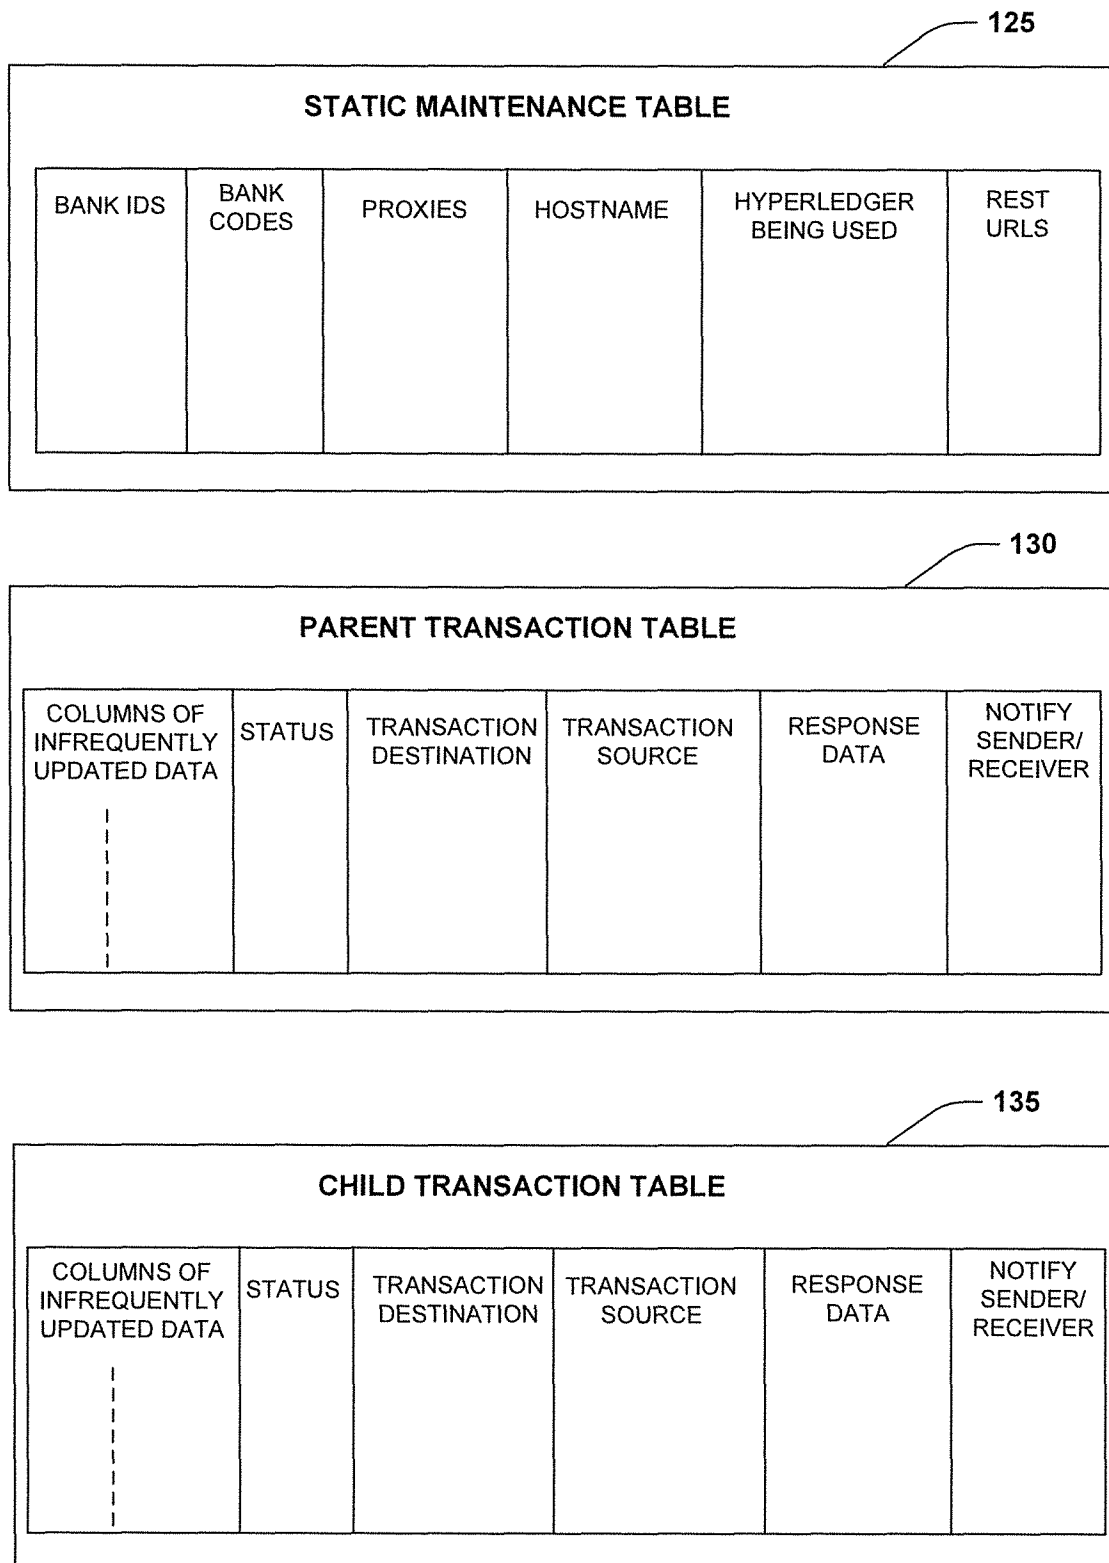 125
STATIC MAINTENANCE TABLE
BANK IDS
BANK
CODES
PROXIES
HOSTNAME
HYPERLEDGER
BEING USED
REST
URLS
130
PARENT TRANSACTION TABLE
COLUMNS OF
INFREQUENTLY
UPDATED DATA
STATUS
TRANSACTION
DESTINATION
TRANSACTION
SOURCE
RESPONSE
DATA
NOTIFY
SENDER/
RECEIVER
135
CHILD TRANSACTION TABLE
COLUMNS OF
INFREQUENTLY
UPDATED DATA
STATUS
TRANSACTION
DESTINATION
TRANSACTION
SOURCE
RESPONSE
DATA
NOTIFY
SENDER/
RECEIVER